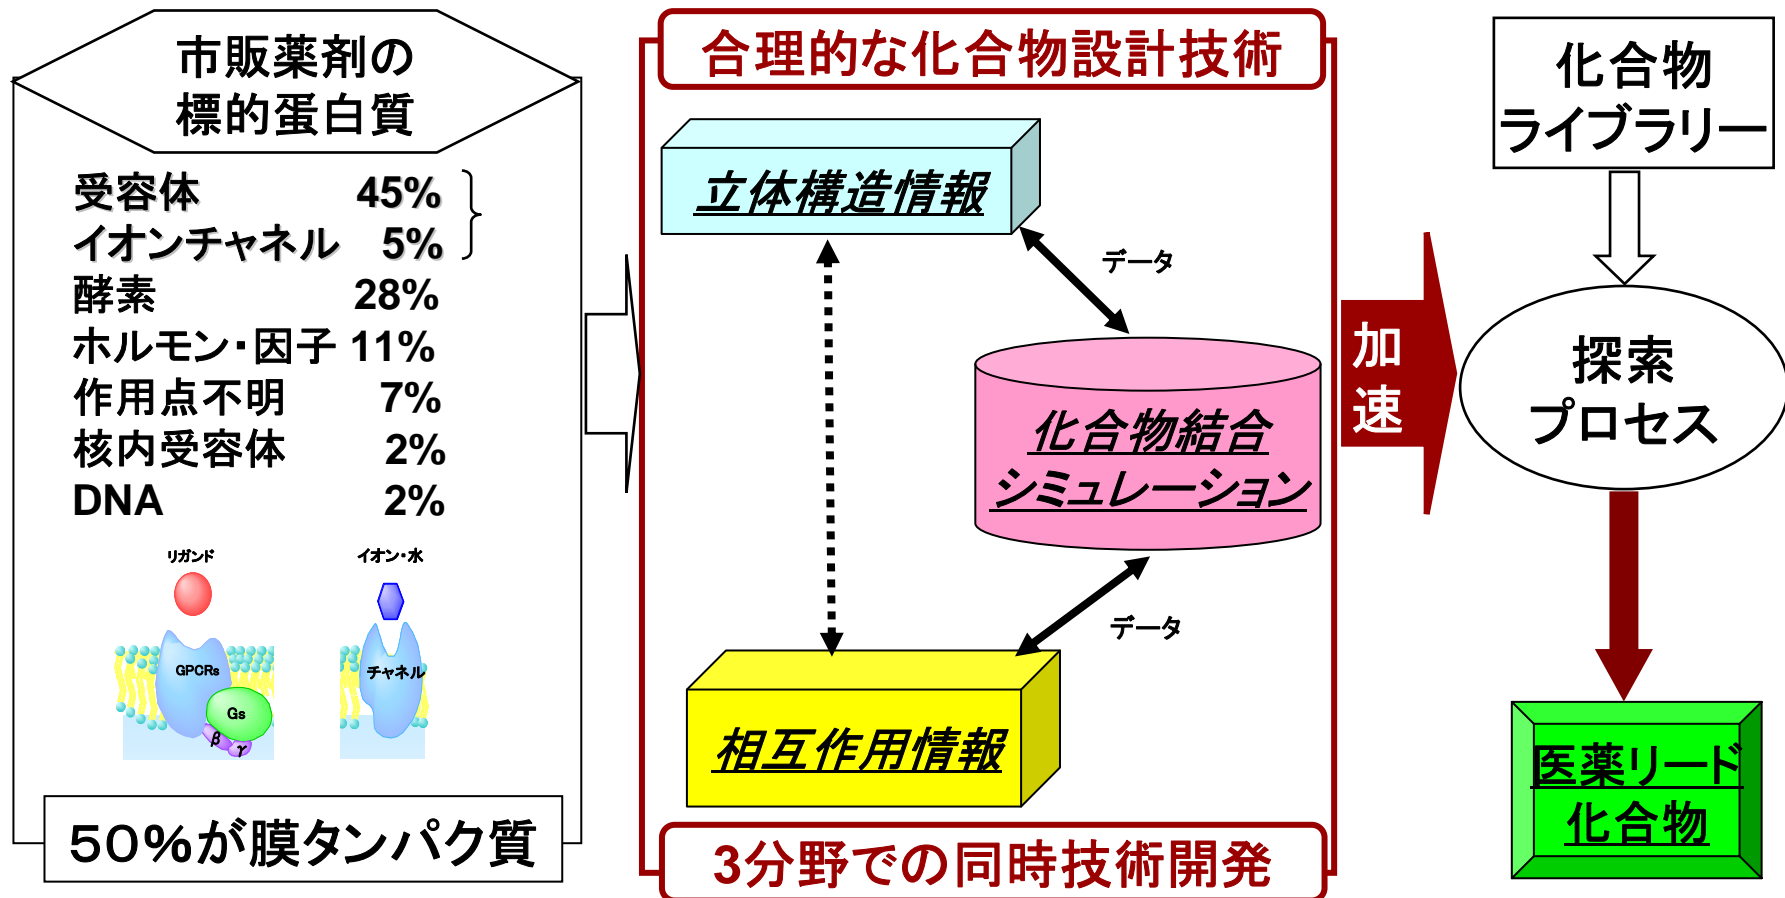 市販薬剤の
標的蛋白質
受容体 45%
イオンチャネル 5%
酵素 28%
ホルモン・因子 11%
作用点不明 7%
核内受容体 2%
DNA 2%
リガンド
イオン・水
GPCRs
Gs
β
γ
チャネル
50%が膜タンパク質
合理的な化合物設計技術
立体構造情報
データ
化合物結合
シミュレーション
データ
相互作用情報
3分野での同時技術開発
加
速
化合物
ライブラリー
探索
プロセス
医薬リード
化合物